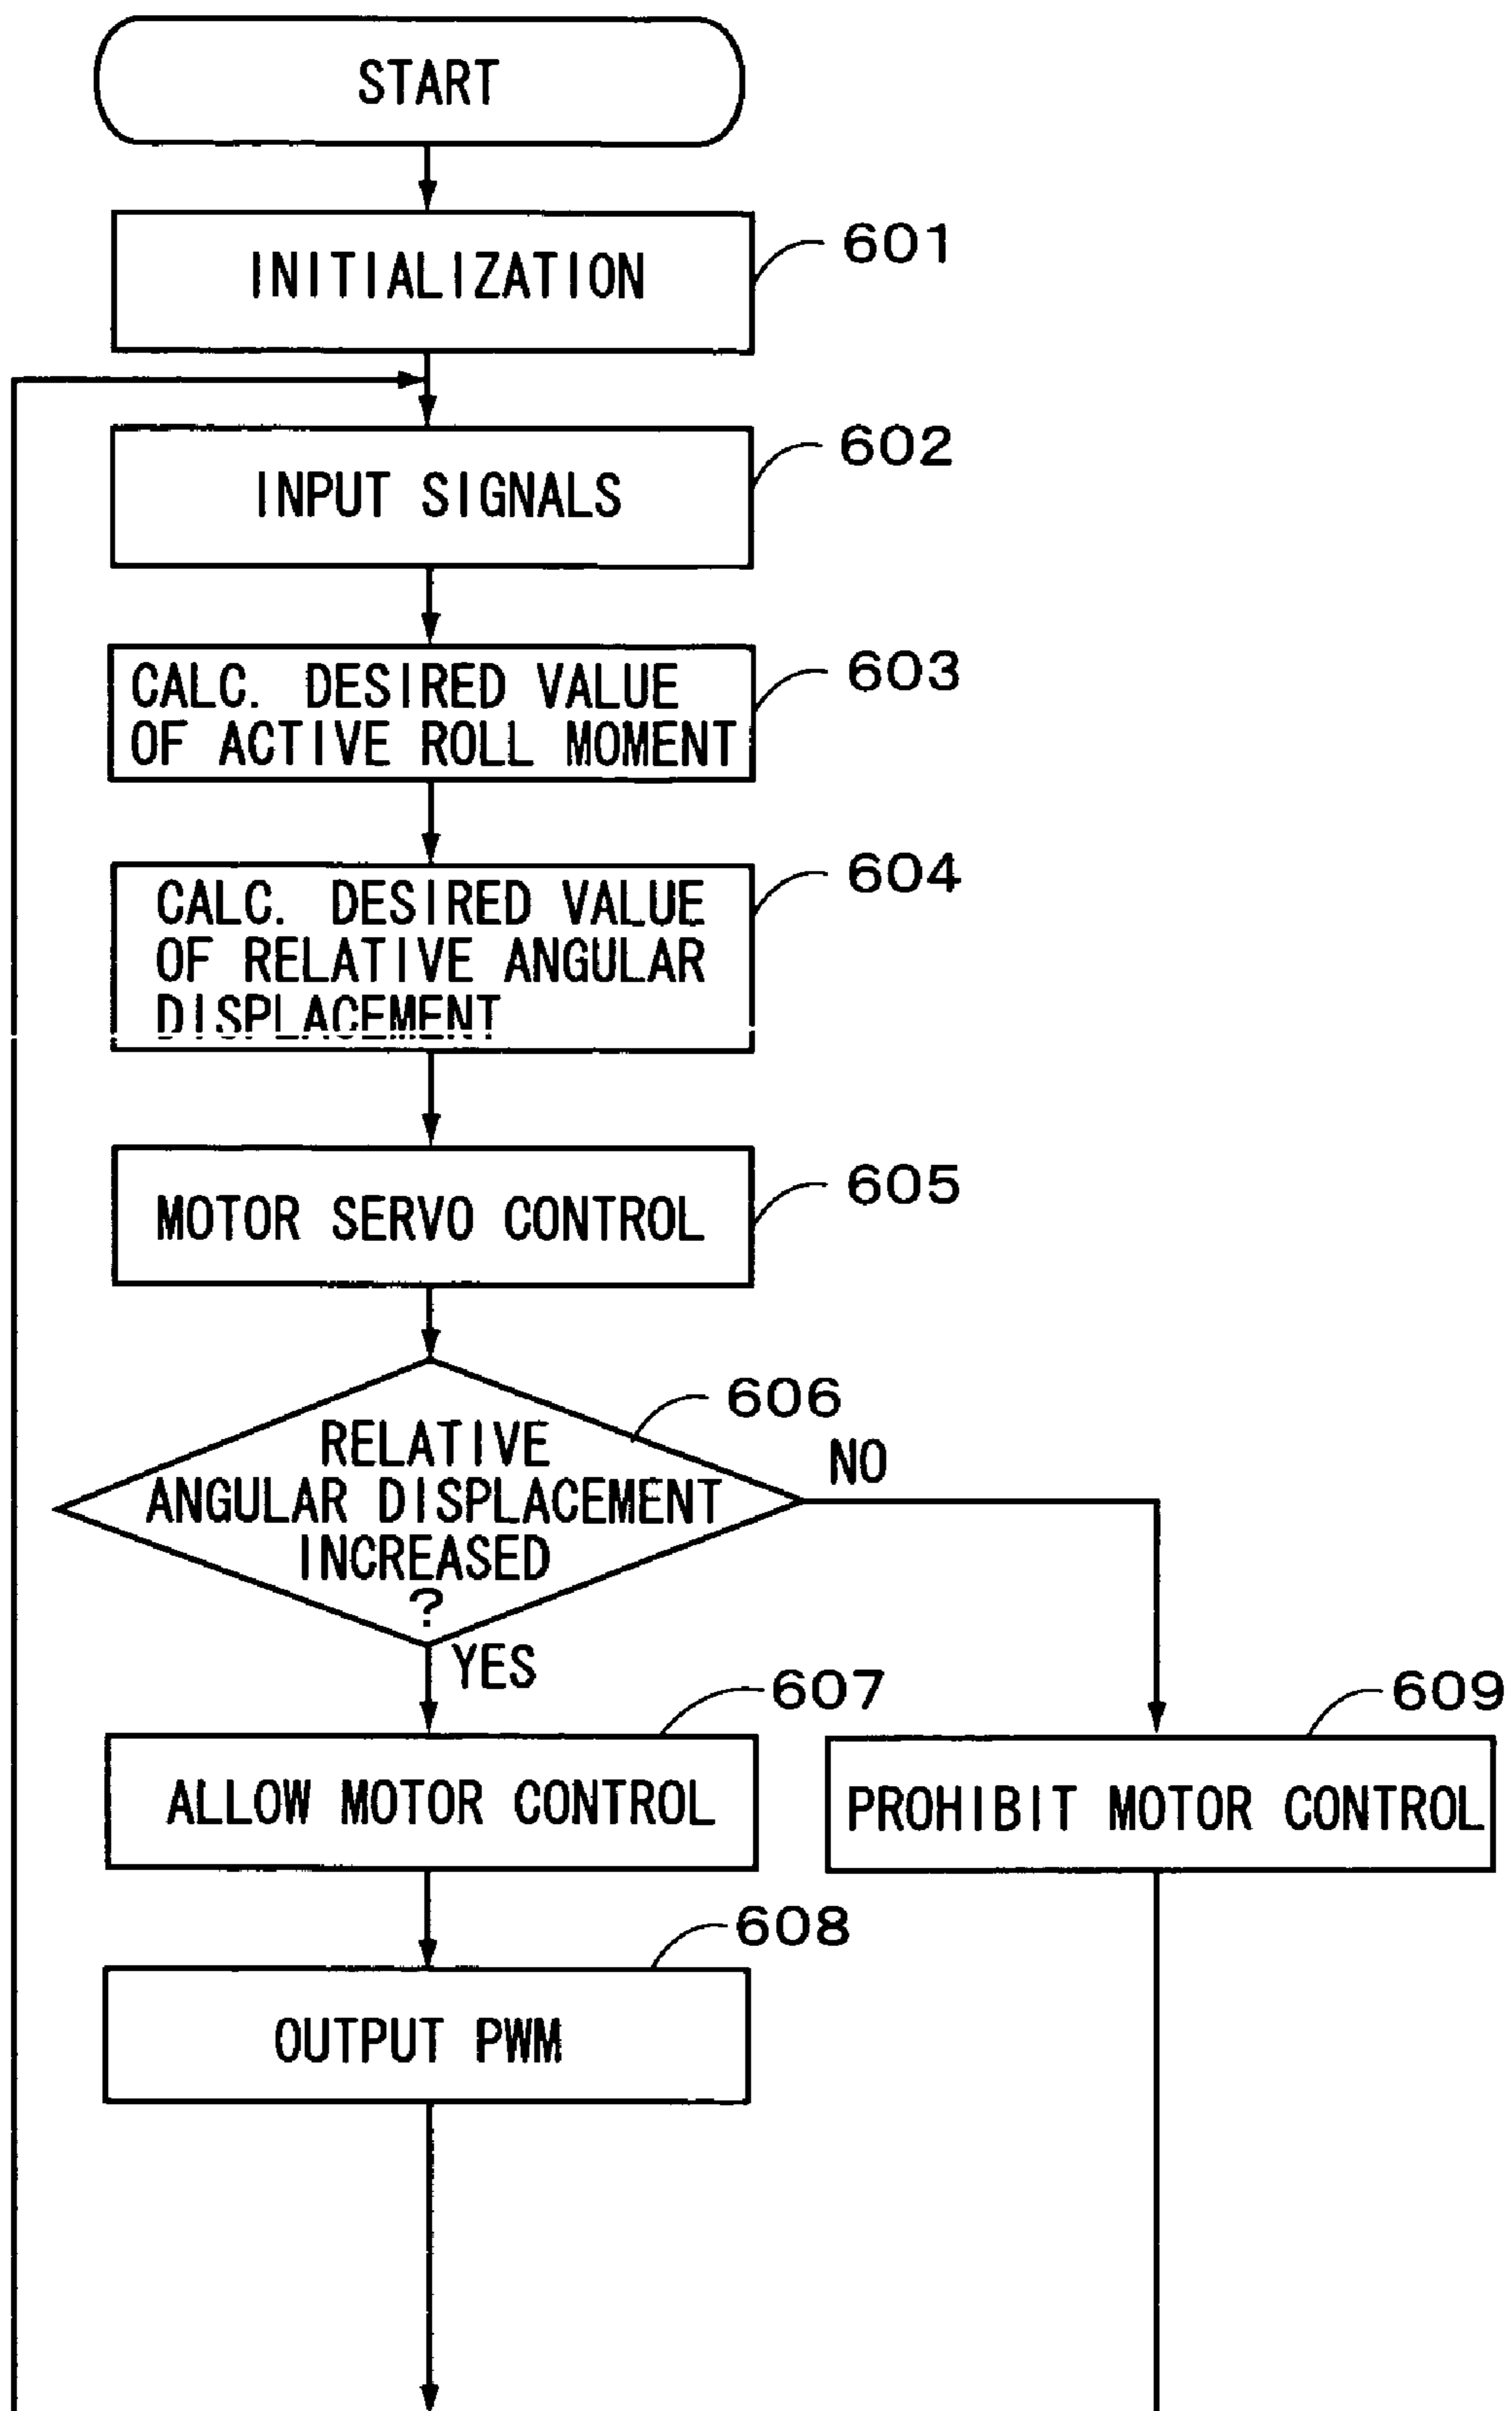 START
INITIALIZATION
601
INPUT SIGNALS
602
CALC. DESIRED VALUE
OF ACTIVE ROLL MOMENT
603
CALC. DESIRED VALUE
OF RELATIVE ANGULAR
DISPLACEMENT
604
MOTOR SERVO CONTROL
605
RELATIVE
ANGULAR DISPLACEMENT
INCREASED
?
606
NO
YES
ALLOW MOTOR CONTROL
607
PROHIBIT MOTOR CONTROL
609
OUTPUT PWM
608